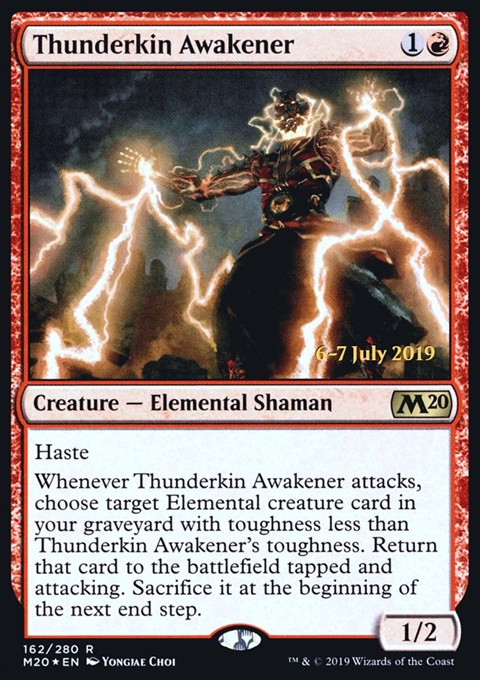 Thunderkin Awakener 1
6–7 July 2019
Creature — Elemental Shaman M20
Haste
Whenever Thunderkin Awakener attacks,
choose target Elemental creature card in
your graveyard with toughness less than
Thunderkin Awakener's toughness. Return
that card to the battlefield tapped and
attacking. Sacrifice it at the beginning of
the next end step.
1/2
162/280 R
M20★EN Yongjae Choi
™ & © 2019 Wizards of the Coast